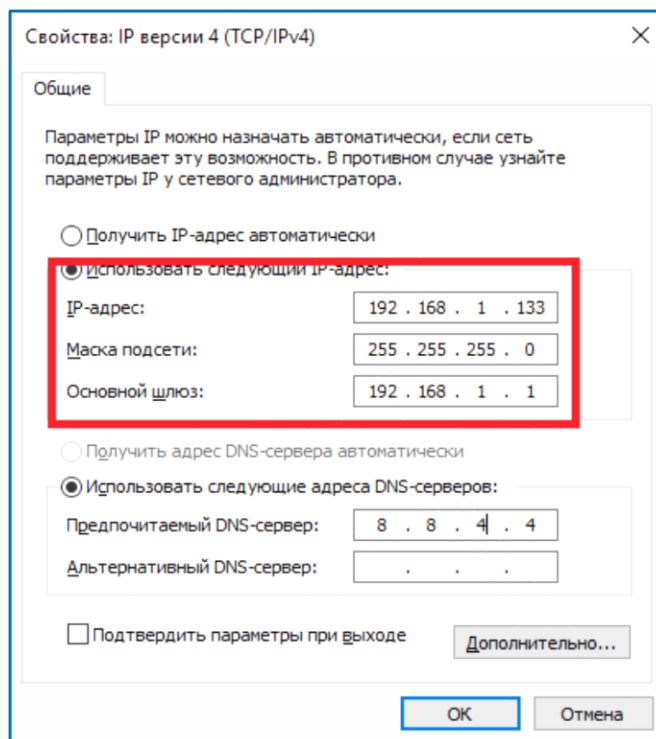 Свойства: IP версии 4 (TCP/IPv4)
Общие
Параметры IP можно назначать автоматически, если сеть
поддерживает эту возможность. В противном случае узнайте
параметры IP у сетевого администратора.
Получить IP-адрес автоматически
Использовать следующий IP-адрес:
IP-адрес: 192 . 168 . 1 . 133
Маска подсети: 255 . 255 . 255 . 0
Основной шлюз: 192 . 168 . 1 . 1
Получить адрес DNS-сервера автоматически
Использовать следующие адреса DNS-серверов:
Предпочитаемый DNS-сервер: 8 . 8 . 4 . 4
Альтернативный DNS-сервер: . . .
Подтвердить параметры при выходе
Дополнительно...
ОК Отмена